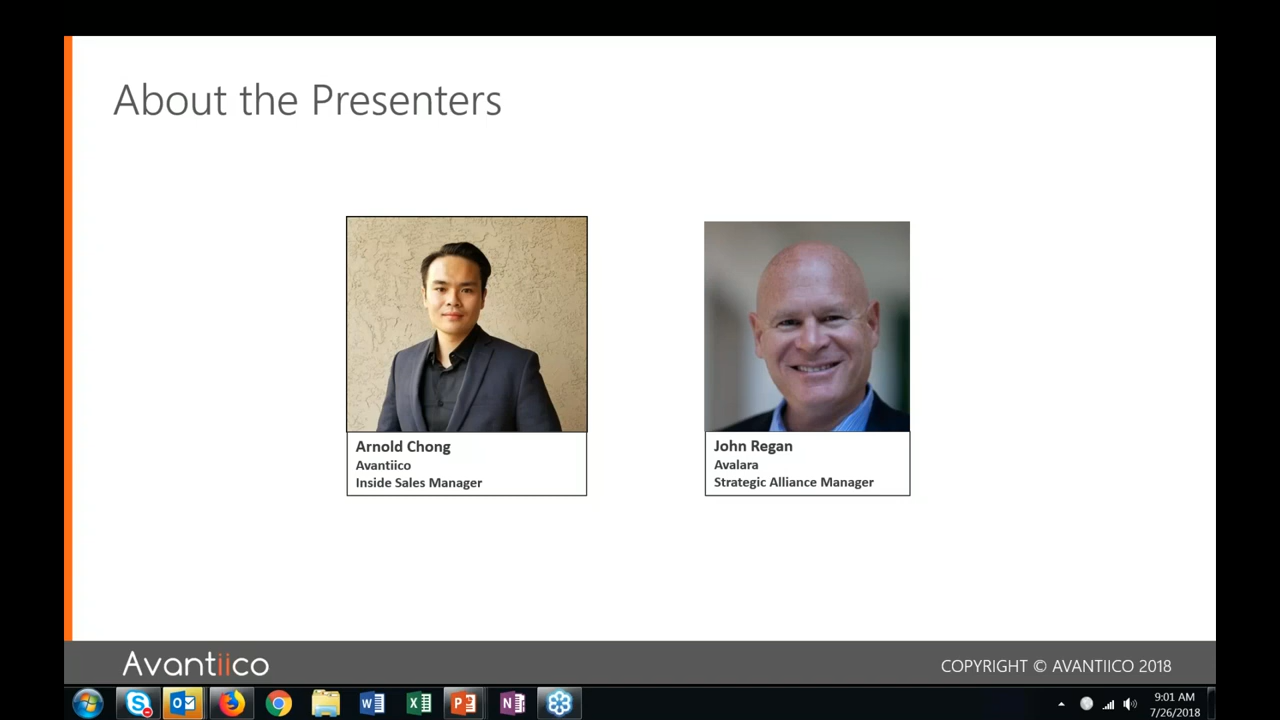 About the Presenters
Arnold Chong
Avantiico
Inside Sales Manager
John Regan
Avalara
Strategic Alliance Manager
Avantiico
COPYRIGHT © AVANTIICO 2018
9:01 AM
7/26/2018